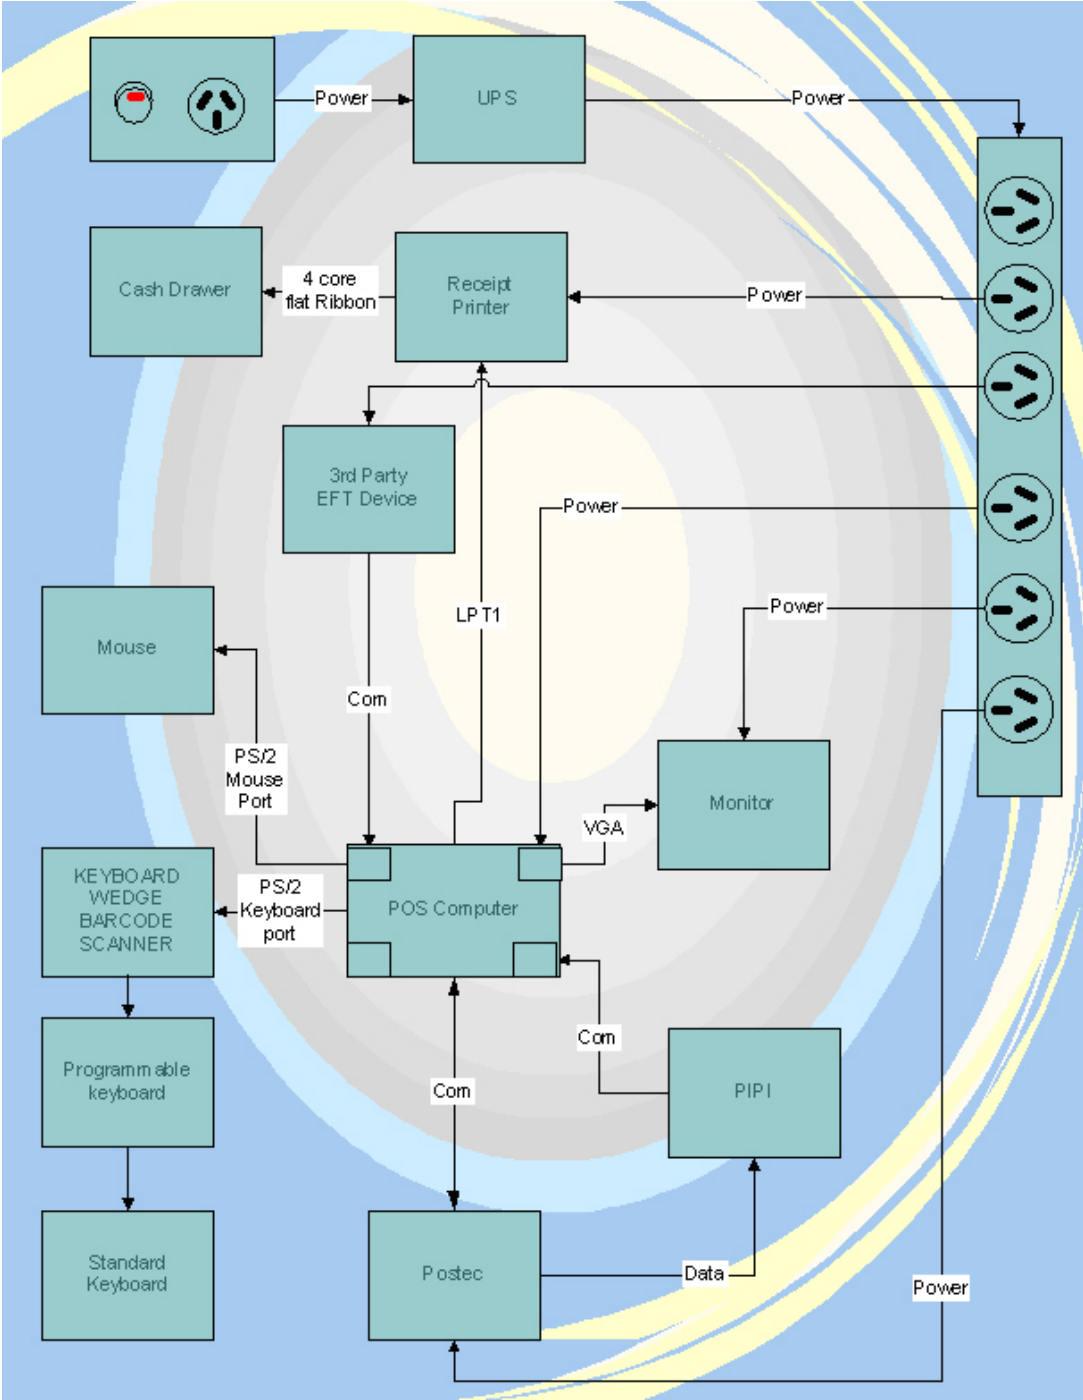 Power
UPS
Power
Cash Drawer
4 core
flat Ribbon
Receipt
Printer
Power
3rd Party
EFT Device
Power
Mouse
LPT1
Power
Com
PS/2
Mouse
Port
VGA
Monitor
KEYBOARD
WEDGE
BARCODE
SCANNER
PS/2
Keyboard
port
POS Computer
Programmable
keyboard
Com
Com
PIPI
Standard
Keyboard
Postec
Data
Power